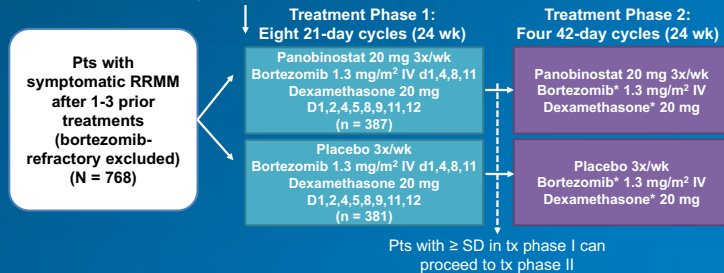 Treatment Phase 1:
Eight 21-day cycles (24 wk)
Treatment Phase 2:
Four 42-day cycles (24 wk)
Pts with
symptomatic RRMM
after 1-3 prior
treatments
(bortezomib-
refractory excluded)
(N = 768)
Panobinostat 20 mg 3x/wk
Bortezomib 1.3 mg/m² IV d1,4,8,11
Dexamethasone 20 mg
D1,2,4,5,8,9,11,12
(n = 387)
Panobinostat 20 mg 3x/wk
Bortezomib* 1.3 mg/m² IV
Dexamethasone* 20 mg
Placebo 3x/wk
Bortezomib 1.3 mg/m² IV d1,4,8,11
Dexamethasone 20 mg
D1,2,4,5,8,9,11,12
(n = 381)
Placebo 3x/wk
Bortezomib* 1.3 mg/m² IV
Dexamethasone* 20 mg
Pts with ≥ SD in tx phase I can
proceed to tx phase II